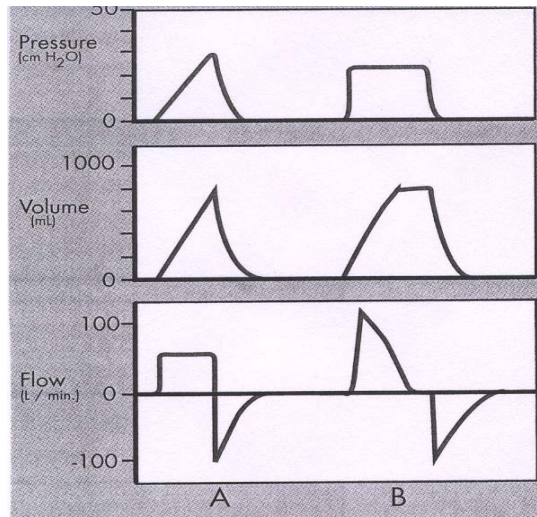 50
Pressure
(cm H2O)
0
1000
Volume
(mL)
0
100
Flow
(L / min.)
0
-100
A
B